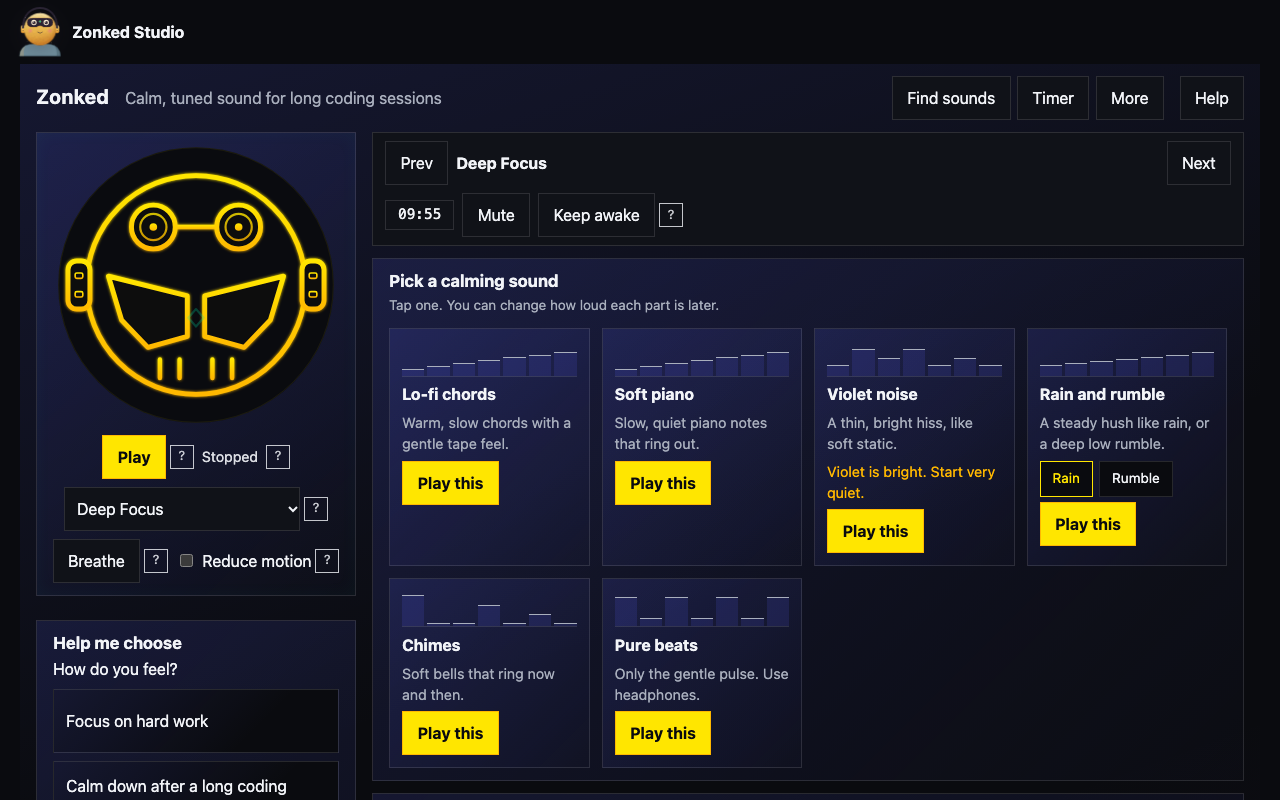 Zonked Studio
Zonked Calm, tuned sound for long coding sessions
Find sounds Timer More Help
Play ? Stopped ?
Deep Focus ?
Breathe ? Reduce motion ?
Help me choose
How do you feel?
Focus on hard work
Calm down after a long coding
Prev Deep Focus Next
09:55 Mute Keep awake ?
Pick a calming sound
Tap one. You can change how loud each part is later.
Lo-fi chords
Warm, slow chords with a
gentle tape feel.
Play this
Soft piano
Slow, quiet piano notes
that ring out.
Play this
Violet noise
A thin, bright hiss, like
soft static.
Violet is bright. Start very
quiet.
Play this
Rain and rumble
A steady hush like rain, or
a deep low rumble.
Rain Rumble
Play this
Chimes
Soft bells that ring now
and then.
Play this
Pure beats
Only the gentle pulse. Use
headphones.
Play this